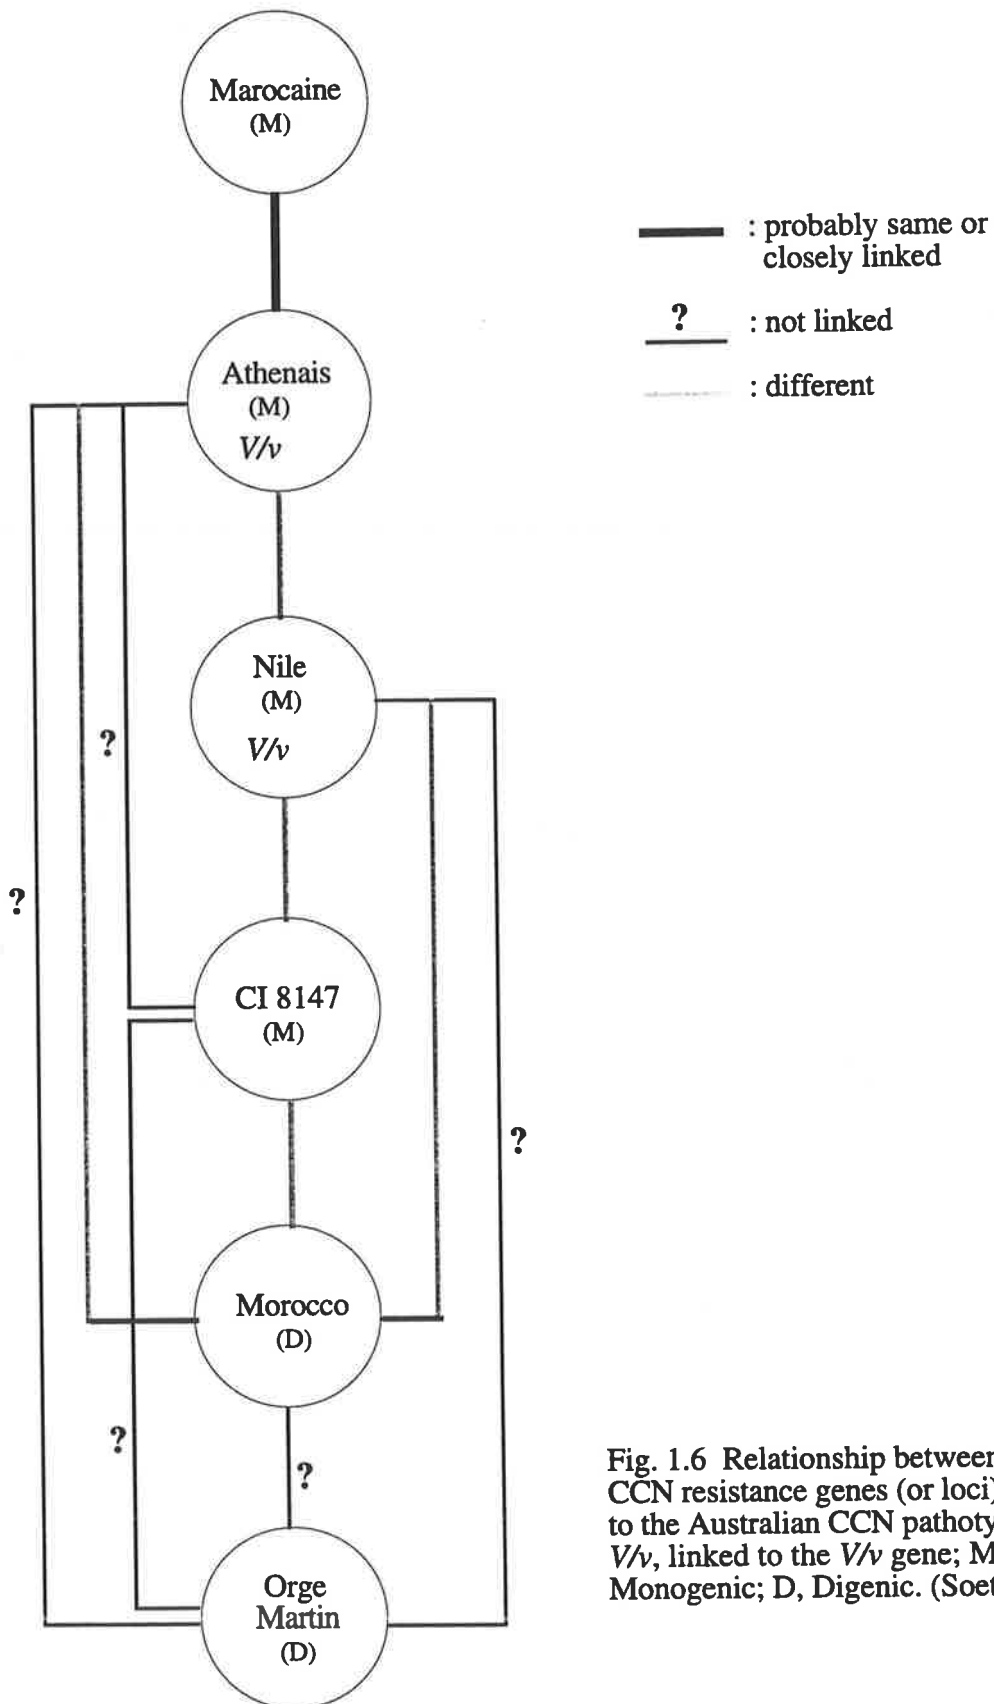 Marocaine
(M)
: probably same or
closely linked
? : not linked
: different
Athenais
(M)
V/v
Nile
(M)
V/v
?
?
CI 8147
(M)
?
Morocco
(D)
?
?
Orge
Martin
(D)
Fig. 1.6 Relationship between
CCN resistance genes (or loci)
to the Australian CCN pathoty
V/v, linked to the V/v gene; M
Monogenic; D, Digenic. (Soet